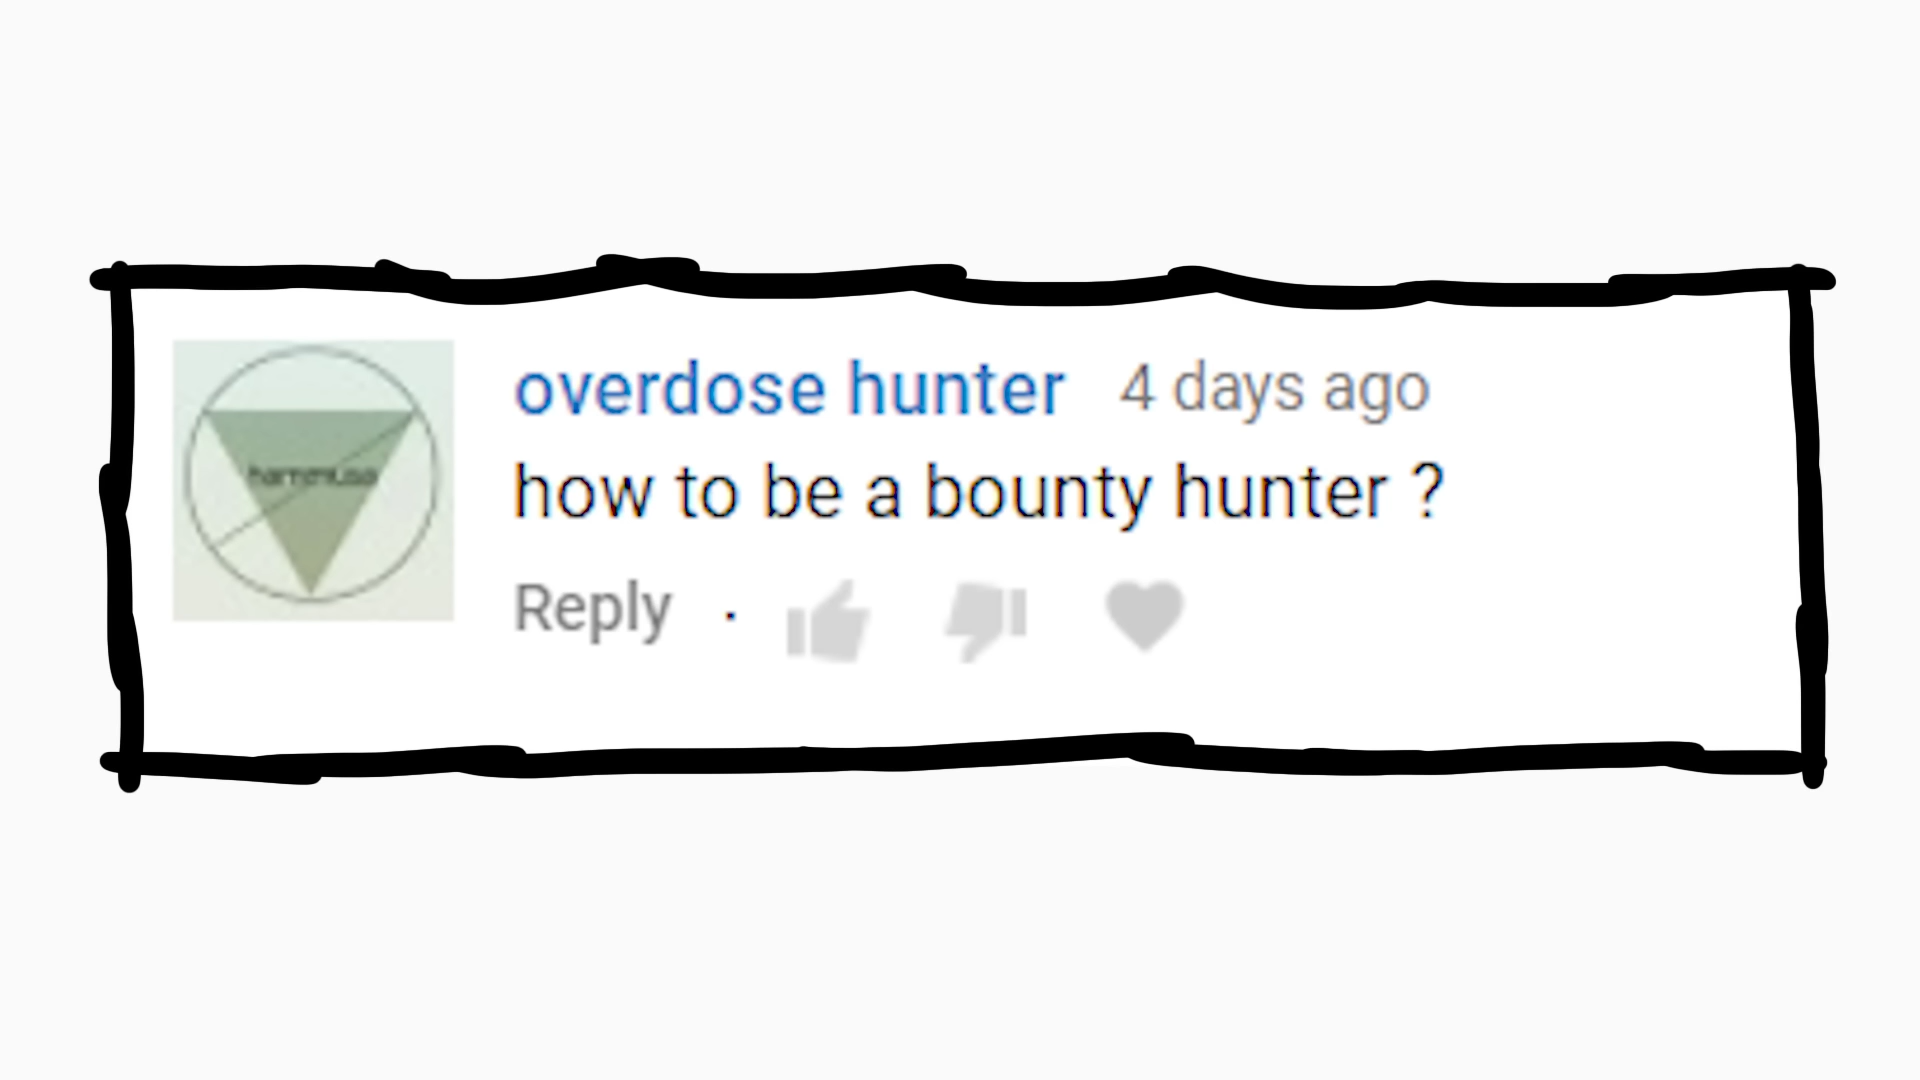 overdose hunter 4 days ago
how to be a bounty hunter ?
Reply ·